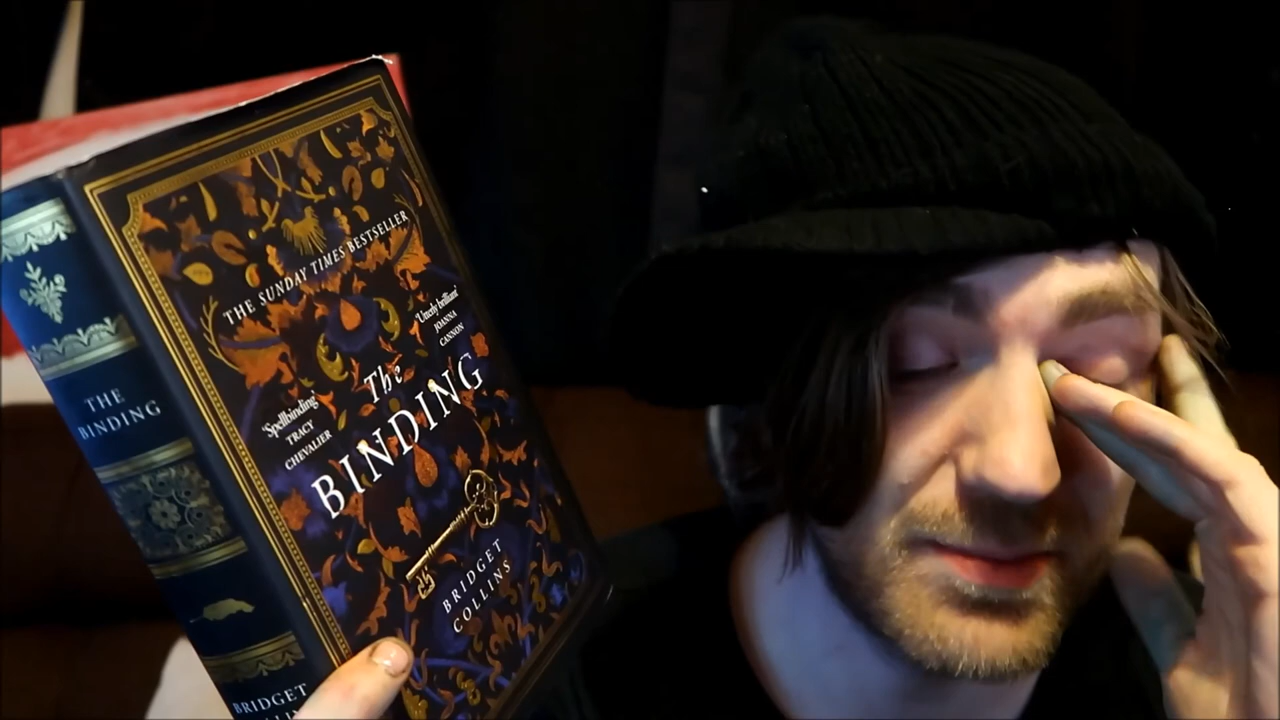 THE
BINDING
BRIDGET
THE SUNDAY TIMES BESTSELLER
'Utterly brilliant'
JOANNA
CANNON
The
BINDING
'Spellbinding'
TRACY
CHEVALIER
BRIDGET
COLLINS